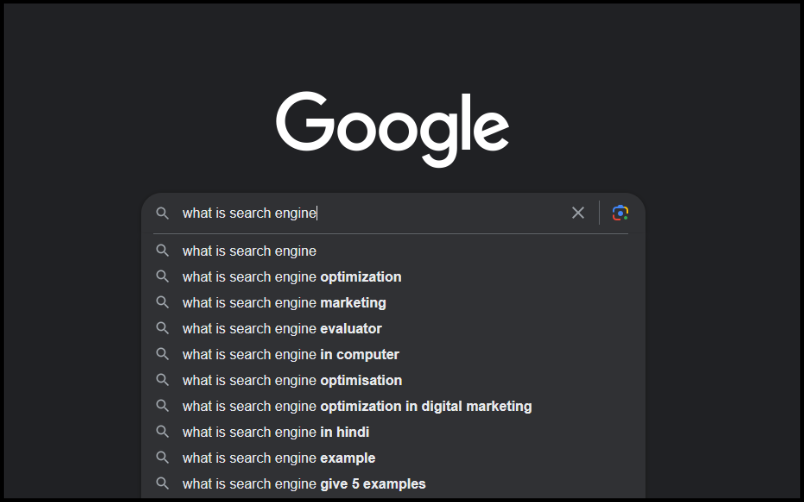 Google
what is search engine
what is search engine
what is search engine optimization
what is search engine marketing
what is search engine evaluator
what is search engine in computer
what is search engine optimisation
what is search engine optimization in digital marketing
what is search engine in hindi
what is search engine example
what is search engine give 5 examples